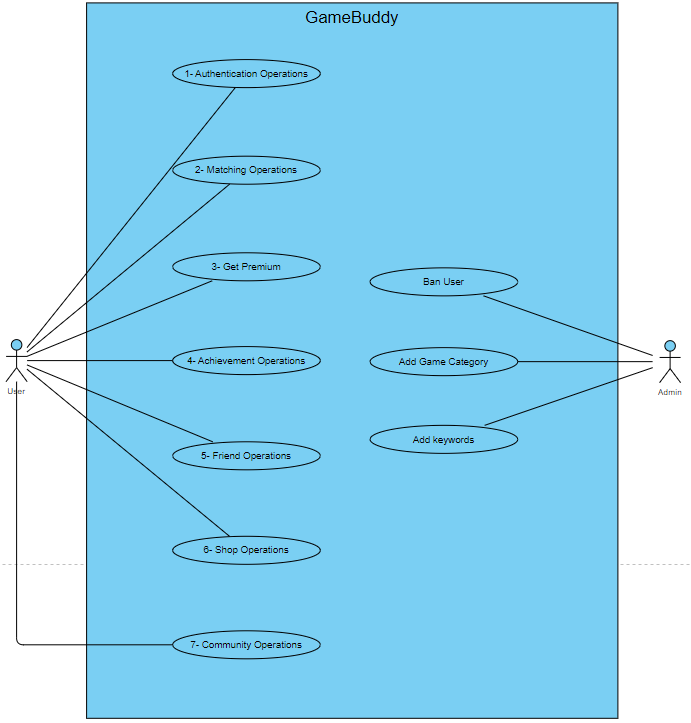 GameBuddy
1- Authentication Operations
2- Matching Operations
3- Get Premium
Ban User
4- Achievement Operations
Add Game Category
User
Admin
Add keywords
5- Friend Operations
6- Shop Operations
7- Community Operations